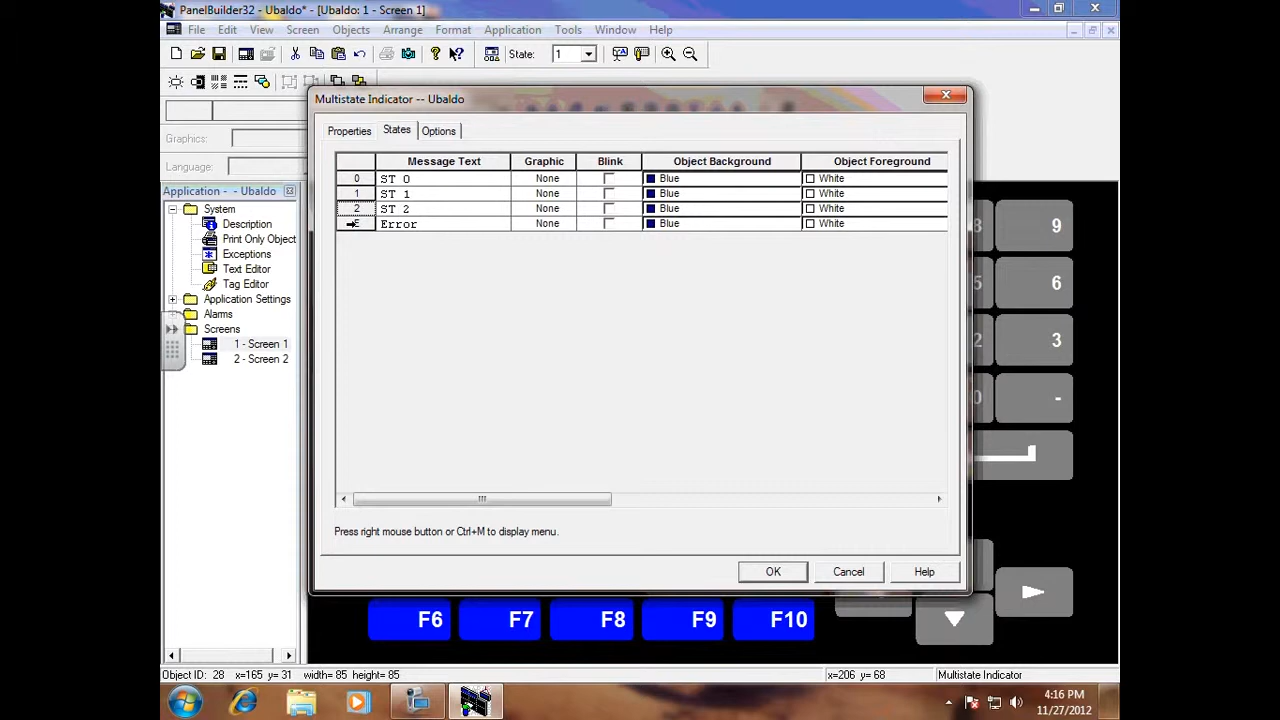 PanelBuilder32 - Ubaldo* - [Ubaldo: 1 - Screen 1]
File Edit View Screen Objects Arrange Format Application Tools Window Help
State: 1
Graphics:
Language:
Application - - Ubaldo
System
Description
Print Only Object
Exceptions
Text Editor
Tag Editor
Application Settings
Alarms
Screens
1 - Screen 1
2 - Screen 2
Multistate Indicator -- Ubaldo
Properties States Options
Message Text Graphic Blink Object Background Object Foreground
0 ST 0 None Blue White
1 ST 1 None Blue White
2 ST 2 None Blue White
E Error None Blue White
Press right mouse button or Ctrl+M to display menu.
OK Cancel Help
9
6
3
-
F6 F7 F8 F9 F10
Object ID: 28 x=165 y= 31 width= 85 height= 85 x=206 y= 68 Multistate Indicator
4:16 PM
11/27/2012